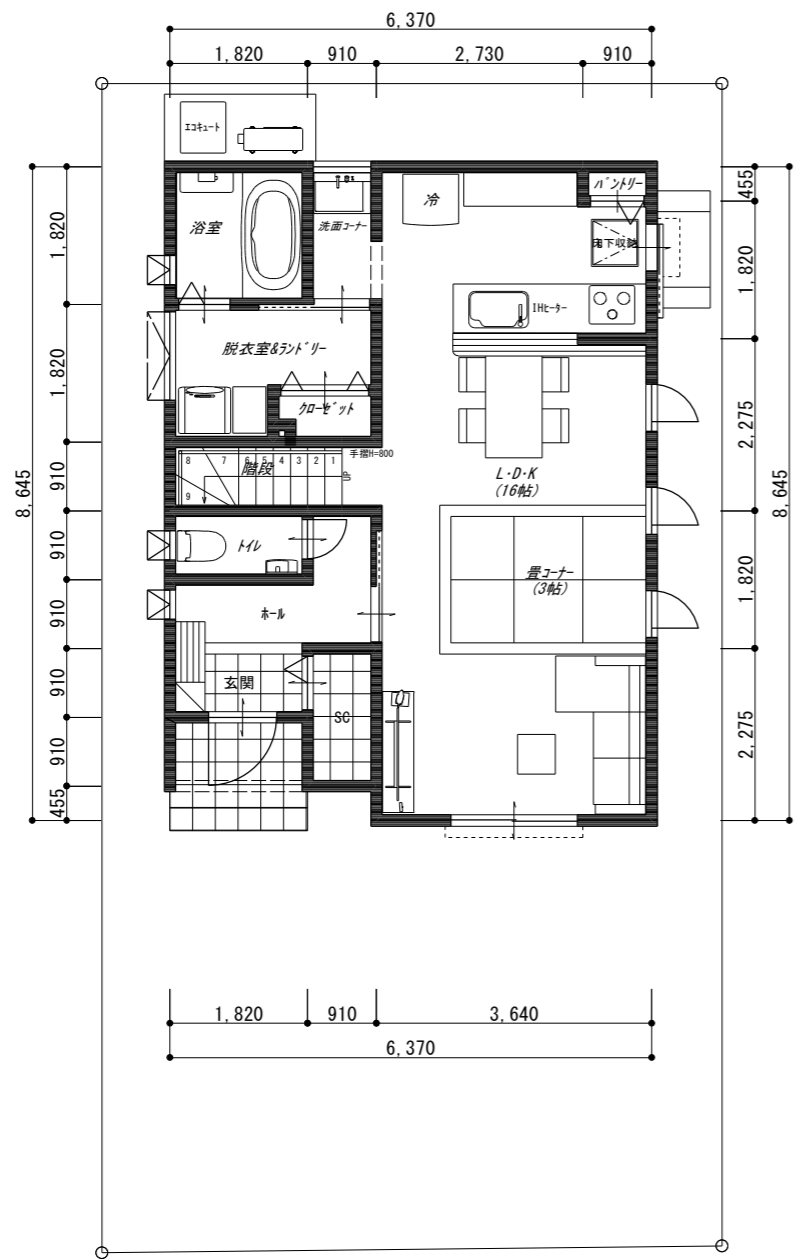 6,370
1,820
910
2,730
910
エコキュート
浴室
洗面コーナー
冷
パントリー
床下収納
IHヒーター
脱衣室&ランドリー
クローゼット
手摺H=800
階段
UP
1
2
3
4
5
6
7
8
9
L・D・K
(16帖)
トイレ
畳コーナー
(3帖)
ホール
玄関
SC
8,645
1,820
1,820
910
910
910
910
910
455
455
1,820
2,275
1,820
2,275
8,645
1,820
910
3,640
6,370